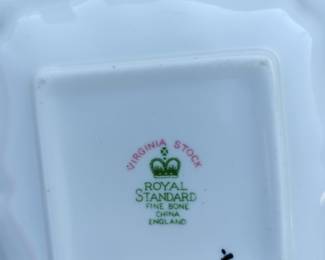 VIRGINIA STOCK
ROYAL
STANDARD
FINE BONE
CHINA
ENGLAND